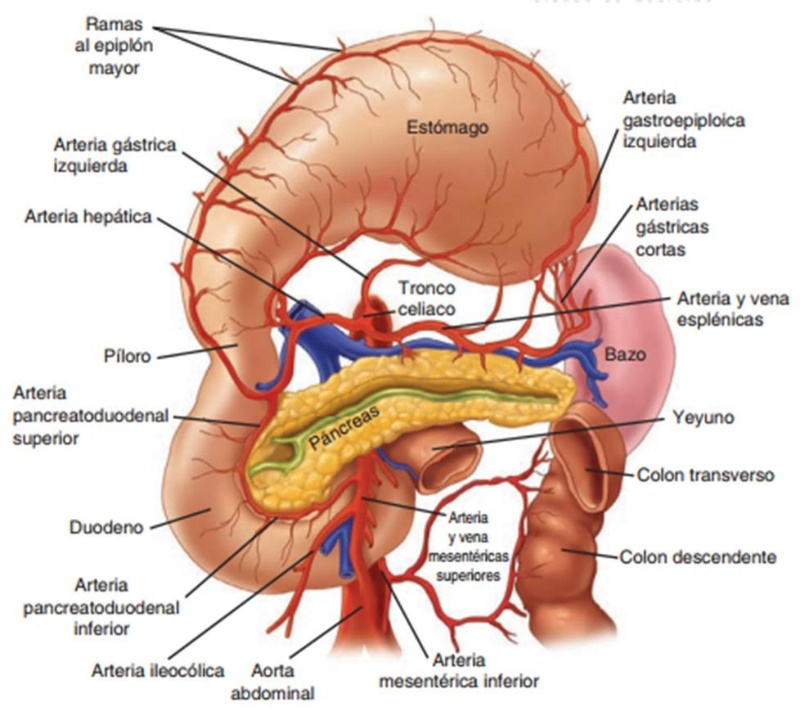 Ramas
al epiplón
mayor
Arteria gástrica
izquierda
Arteria hepática
Píloro
Arteria
pancreatoduodenal
superior
Duodeno
Arteria
pancreatoduodenal
inferior
Arteria ileocólica
Aorta
abdominal
Arteria
mesentérica inferior
Estómago
Tronco
celiaco
Páncreas
Arteria
y vena
mesentéricas
superiores
Arteria
gastroepiploica
izquierda
Arterias
gástricas
cortas
Arteria y vena
esplénicas
Bazo
Yeyuno
Colon transverso
Colon descendente